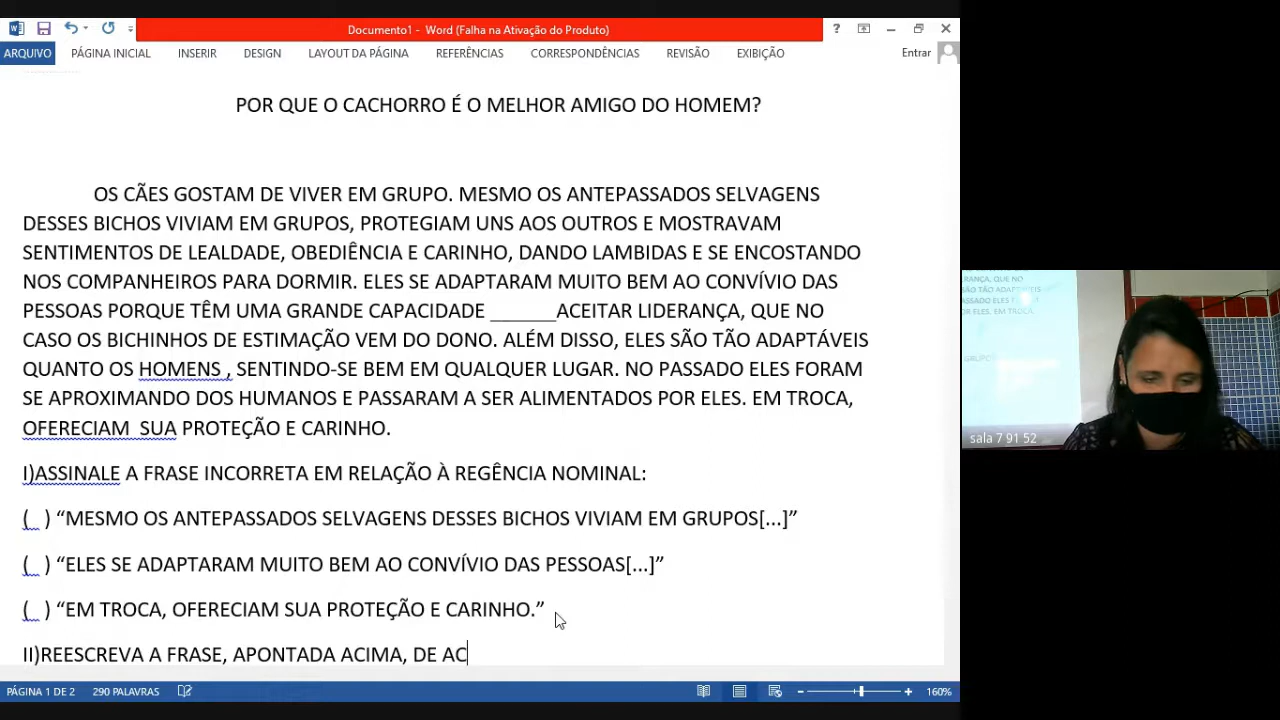 Documento1 - Word (Falha na Ativação do Produto)
ARQUIVO PÁGINA INICIAL INSERIR DESIGN LAYOUT DA PÁGINA REFERÊNCIAS CORRESPONDÊNCIAS REVISÃO EXIBIÇÃO Entrar
POR QUE O CACHORRO É O MELHOR AMIGO DO HOMEM?
OS CÃES GOSTAM DE VIVER EM GRUPO. MESMO OS ANTEPASSADOS SELVAGENS
DESSES BICHOS VIVIAM EM GRUPOS, PROTEGIAM UNS AOS OUTROS E MOSTRAVAM
SENTIMENTOS DE LEALDADE, OBEDIÊNCIA E CARINHO, DANDO LAMBIDAS E SE ENCOSTANDO
NOS COMPANHEIROS PARA DORMIR. ELES SE ADAPTARAM MUITO BEM AO CONVÍVIO DAS
PESSOAS PORQUE TÊM UMA GRANDE CAPACIDADE ______ACEITAR LIDERANÇA, QUE NO
CASO OS BICHINHOS DE ESTIMAÇÃO VEM DO DONO. ALÉM DISSO, ELES SÃO TÃO ADAPTÁVEIS
QUANTO OS HOMENS , SENTINDO-SE BEM EM QUALQUER LUGAR. NO PASSADO ELES FORAM
SE APROXIMANDO DOS HUMANOS E PASSARAM A SER ALIMENTADOS POR ELES. EM TROCA,
OFERECIAM SUA PROTEÇÃO E CARINHO.
I)ASSINALE A FRASE INCORRETA EM RELAÇÃO À REGÊNCIA NOMINAL:
( ) “MESMO OS ANTEPASSADOS SELVAGENS DESSES BICHOS VIVIAM EM GRUPOS[...]”
( ) “ELES SE ADAPTARAM MUITO BEM AO CONVÍVIO DAS PESSOAS[...]”
( ) “EM TROCA, OFERECIAM SUA PROTEÇÃO E CARINHO.”
II)REESCREVA A FRASE, APONTADA ACIMA, DE AC
PÁGINA 1 DE 2 290 PALAVRAS 160%
sala 7 91 52